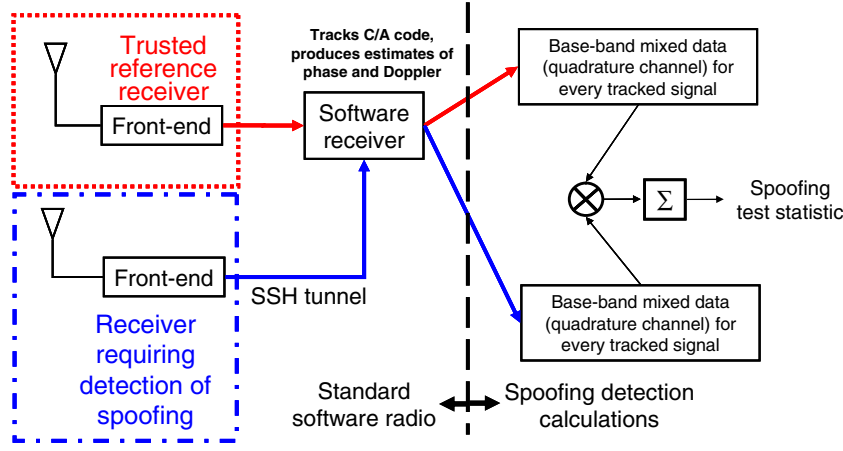 Trusted
reference
receiver
Front-end
Tracks C/A code,
produces estimates of
phase and Doppler
Software
receiver
Base-band mixed data
(quadrature channel) for
every tracked signal
Σ
Spoofing
test statistic
Front-end
SSH tunnel
Receiver
requiring
detection of
spoofing
Base-band mixed data
(quadrature channel) for
every tracked signal
Standard
software radio
Spoofing detection
calculations